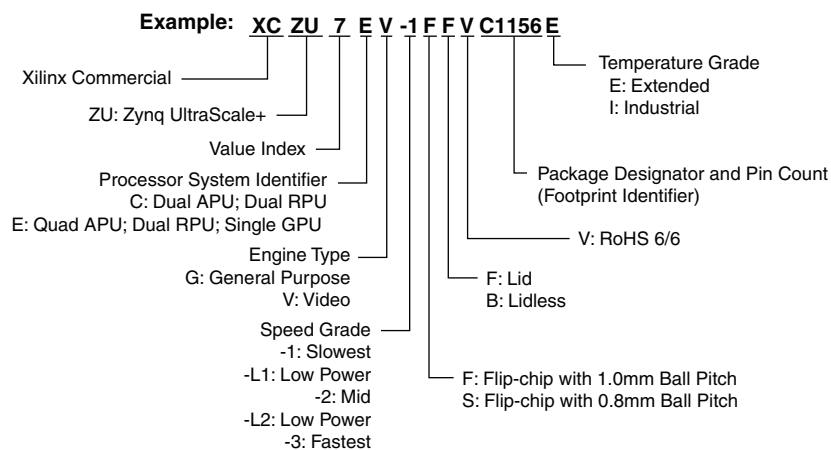 Example: XC ZU 7 E V -1 F F V C1156 E
Xilinx Commercial
ZU: Zynq UltraScale+
Value Index
Processor System Identifier
C: Dual APU; Dual RPU
E: Quad APU; Dual RPU; Single GPU
Engine Type
G: General Purpose
V: Video
Speed Grade
-1: Slowest
-L1: Low Power
-2: Mid
-L2: Low Power
-3: Fastest
Temperature Grade
E: Extended
I: Industrial
Package Designator and Pin Count
(Footprint Identifier)
V: RoHS 6/6
F: Lid
B: Lidless
F: Flip-chip with 1.0mm Ball Pitch
S: Flip-chip with 0.8mm Ball Pitch